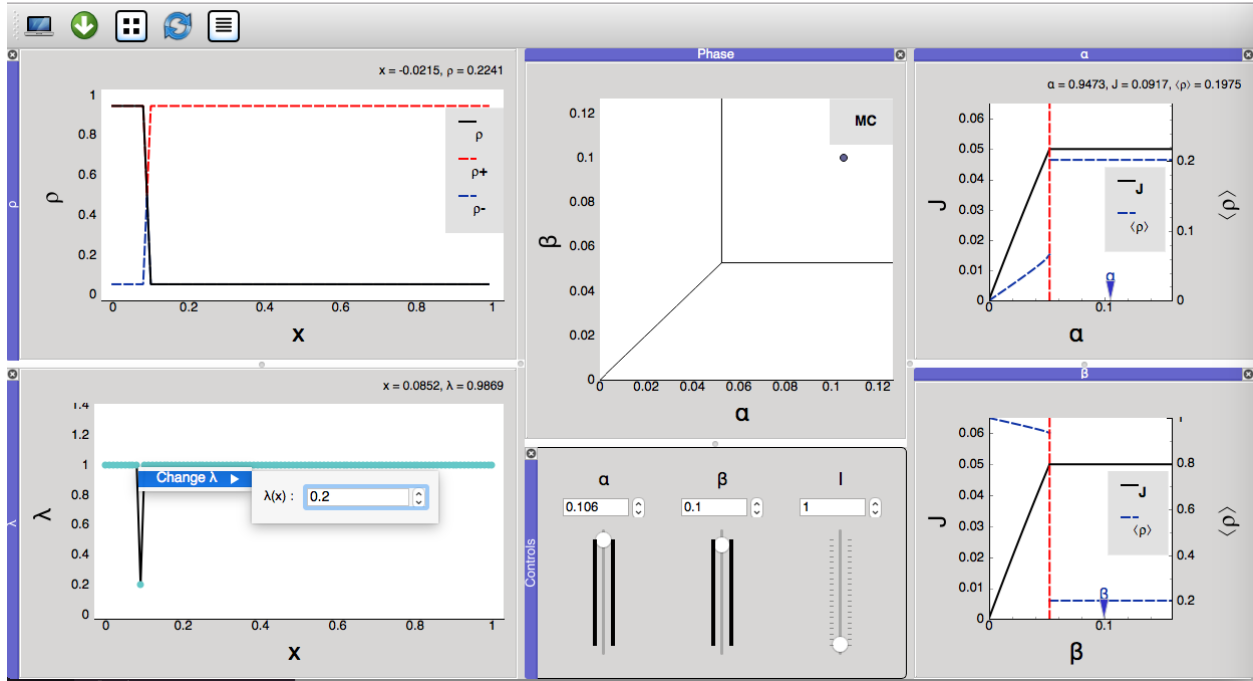 x = -0.0215, ρ = 0.2241
1
0.8
0.6
0.4
0.2
0
ρ
ρ
ρ+
ρ-
0
0.2
0.4
0.6
0.8
1
x
ρ
Phase
0.12
0.1
0.08
0.06
0.04
0.02
0
β
MC
0
0.02
0.04
0.06
0.08
0.1
0.12
α
α
α = 0.9473, J = 0.0917, ⟨ρ⟩ = 0.1975
0.06
0.05
0.04
0.03
0.02
0.01
0
J
J
⟨ρ⟩
α
0.2
0.1
0
⟨ρ⟩
0
0.1
α
x = 0.0852, λ = 0.9869
1.4
1.2
1
0.8
0.6
0.4
0.2
0
λ
λ
Change λ
λ(x) : 0.2
0
0.2
0.4
0.6
0.8
1
x
Controls
α
β
l
0.106
0.1
1
β
0.06
0.05
0.04
0.03
0.02
0.01
0
J
J
⟨ρ⟩
β
1
0.8
0.6
0.4
0.2
⟨ρ⟩
0
0.1
β